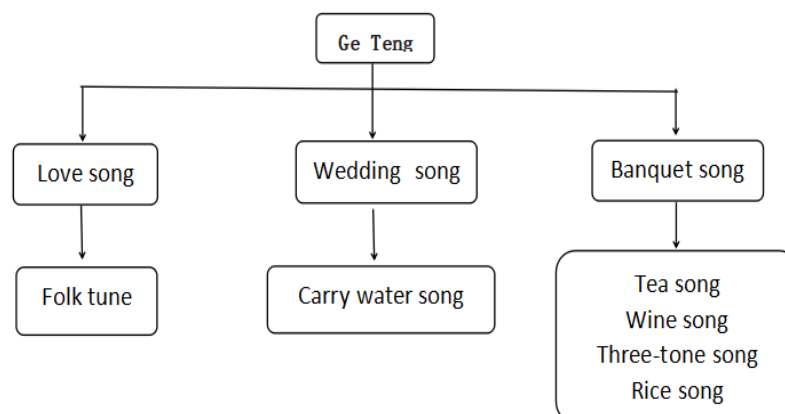 Ge Teng
Love song
Wedding song
Banquet song
Folk tune
Carry water song
Tea song
Wine song
Three-tone song
Rice song